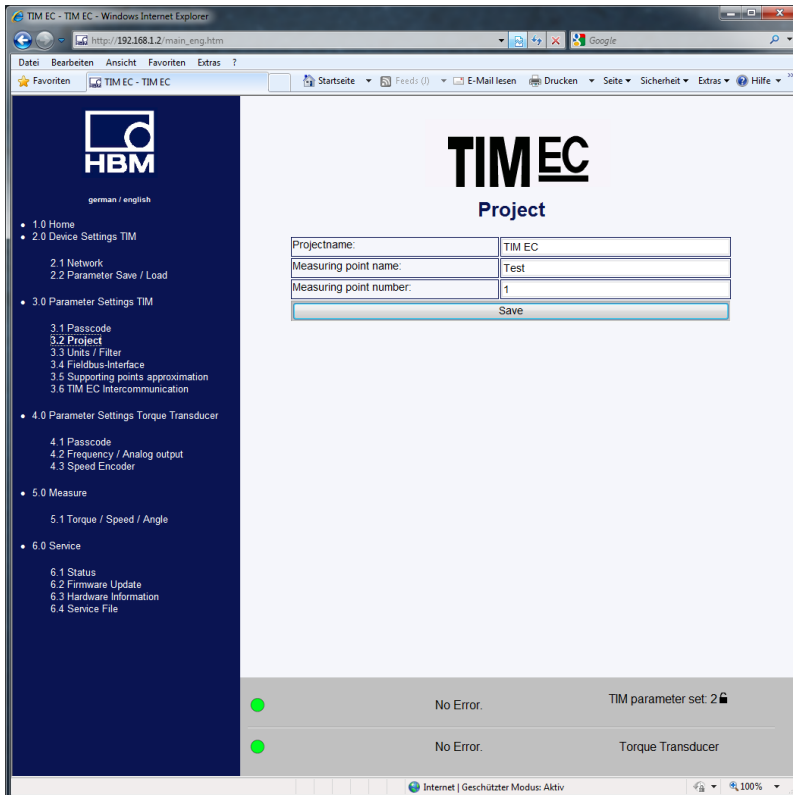 TIM EC - TIM EC - Windows Internet Explorer
http://192.168.1.2/main_eng.htm
Google
Datei Bearbeiten Ansicht Favoriten Extras ?
Favoriten TIM EC - TIM EC Startseite Feeds (J) E-Mail lesen Drucken Seite Sicherheit Extras Hilfe
HBM
german / english
1.0 Home
2.0 Device Settings TIM
2.1 Network
2.2 Parameter Save / Load
3.0 Parameter Settings TIM
3.1 Passcode
3.2 Project
3.3 Units / Filter
3.4 Fieldbus-Interface
3.5 Supporting points approximation
3.6 TIM EC Intercommunication
4.0 Parameter Settings Torque Transducer
4.1 Passcode
4.2 Frequency / Analog output
4.3 Speed Encoder
5.0 Measure
5.1 Torque / Speed / Angle
6.0 Service
6.1 Status
6.2 Firmware Update
6.3 Hardware Information
6.4 Service File
TIM EC
Project
Projectname: TIM EC
Measuring point name: Test
Measuring point number: 1
Save
No Error. TIM parameter set: 2
No Error. Torque Transducer
Internet | Geschützter Modus: Aktiv 100%